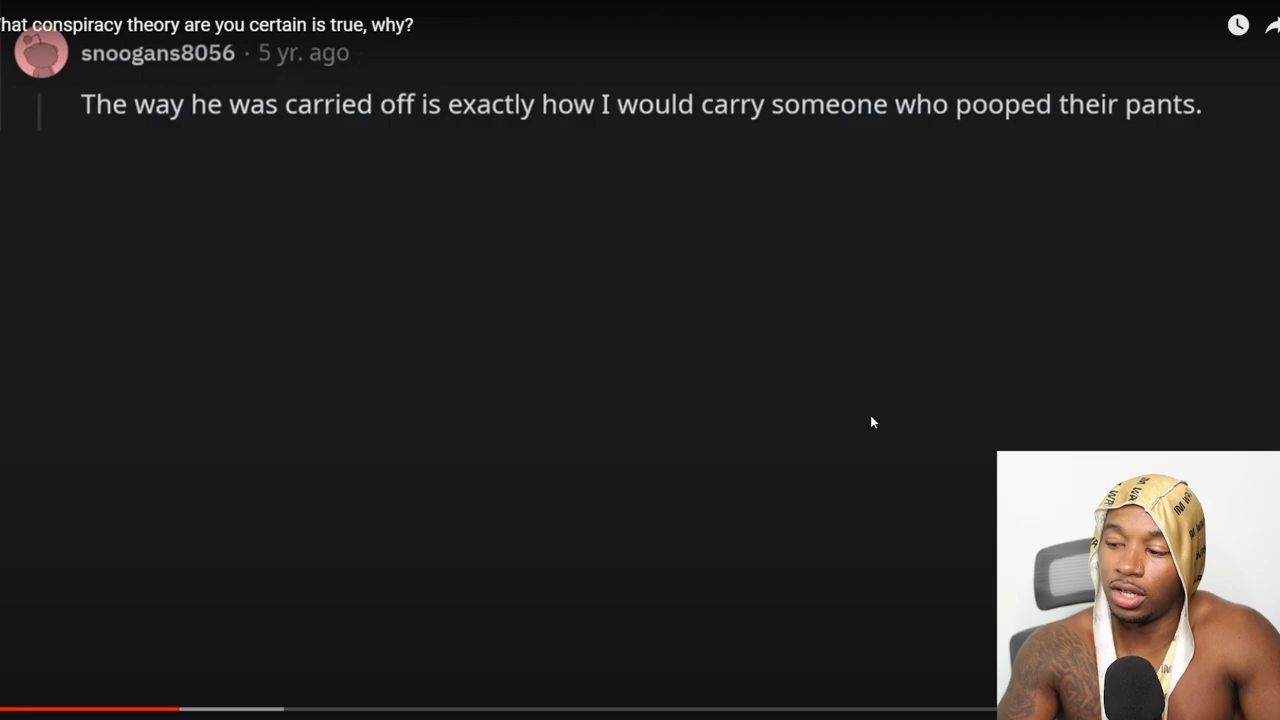 hat conspiracy theory are you certain is true, why?
snoogans8056 · 5 yr. ago
The way he was carried off is exactly how I would carry someone who pooped their pants.